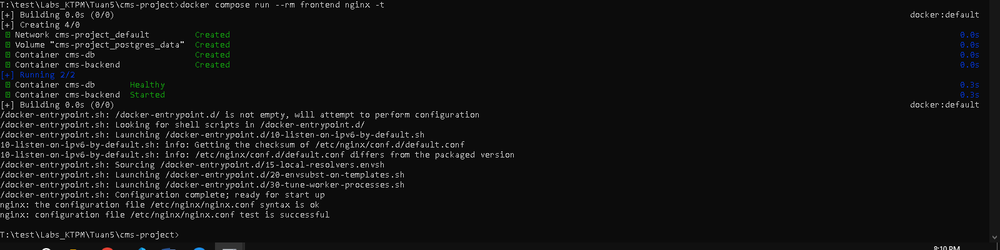 T:\test\Labs_KTPM\Tuan5\cms-project>docker compose run --rm frontend nginx -t
[+] Building 0.0s (0/0) docker:default
[+] Creating 4/0
Network cms-project_default Created 0.0s
Volume "cms-project_postgres_data" Created 0.0s
Container cms-db Created 0.0s
Container cms-backend Created 0.0s
[+] Running 2/2
Container cms-db Healthy 0.3s
Container cms-backend Started 0.3s
[+] Building 0.0s (0/0) docker:default
/docker-entrypoint.sh: /docker-entrypoint.d/ is not empty, will attempt to perform configuration
/docker-entrypoint.sh: Looking for shell scripts in /docker-entrypoint.d/
/docker-entrypoint.sh: Launching /docker-entrypoint.d/10-listen-on-ipv6-by-default.sh
10-listen-on-ipv6-by-default.sh: info: Getting the checksum of /etc/nginx/conf.d/default.conf
10-listen-on-ipv6-by-default.sh: info: /etc/nginx/conf.d/default.conf differs from the packaged version
/docker-entrypoint.sh: Sourcing /docker-entrypoint.d/15-local-resolvers.envsh
/docker-entrypoint.sh: Launching /docker-entrypoint.d/20-envsubst-on-templates.sh
/docker-entrypoint.sh: Launching /docker-entrypoint.d/30-tune-worker-processes.sh
/docker-entrypoint.sh: Configuration complete; ready for start up
nginx: the configuration file /etc/nginx/nginx.conf syntax is ok
nginx: configuration file /etc/nginx/nginx.conf test is successful
T:\test\Labs_KTPM\Tuan5\cms-project>
8:10 PM